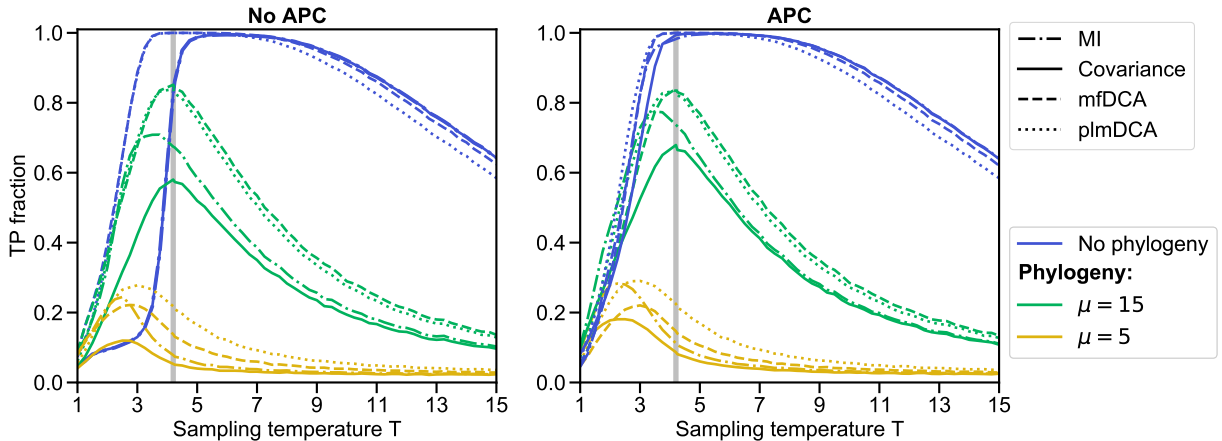 No APC
APC
TP fraction
1.0
0.8
0.6
0.4
0.2
0.0
1 3 5 7 9 11 13 15
Sampling temperature T
1.0
0.8
0.6
0.4
0.2
0.0
1 3 5 7 9 11 13 15
Sampling temperature T
MI
Covariance
mfDCA
plmDCA
No phylogeny
Phylogeny:
μ = 15
μ = 5